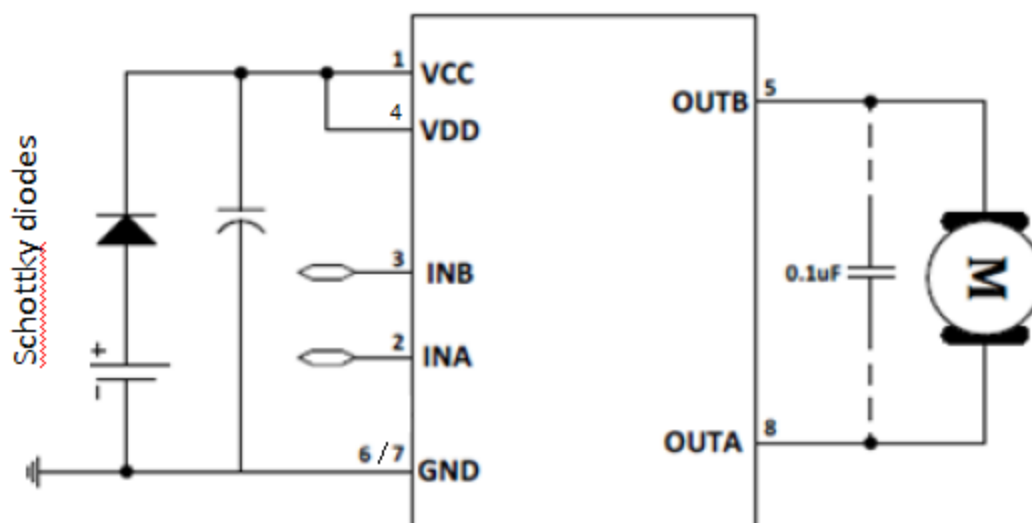 1
VCC
4
VDD
Schottky diodes
+
-
3
INB
2
INA
6 / 7
GND
OUTB
5
0.1uF
M
OUTA
8